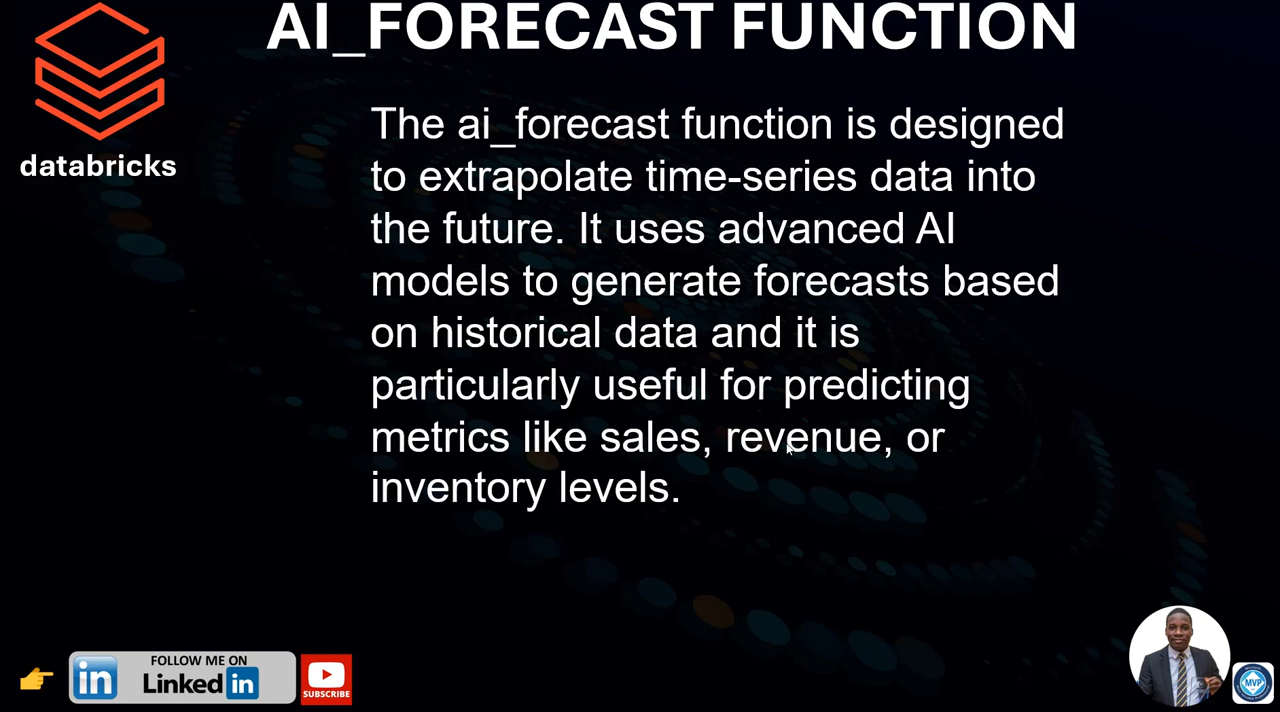 AI_FORECAST FUNCTION
databricks
The ai_forecast function is designed
to extrapolate time-series data into
the future. It uses advanced AI
models to generate forecasts based
on historical data and it is
particularly useful for predicting
metrics like sales, revenue, or
inventory levels.
in
FOLLOW ME ON
Linked in
SUBSCRIBE
MVP